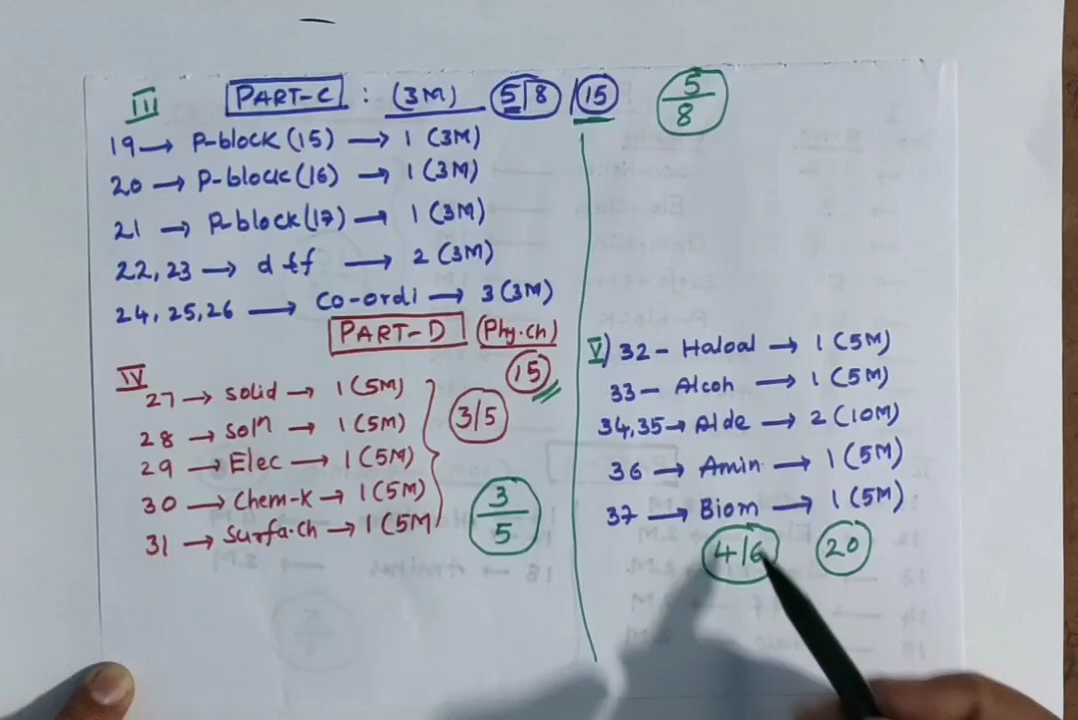 III PART-C : (3M) 5|8 /15 5/8
19→ P-block(15) → 1 (3M)
20 → P-block(16) → 1 (3M)
21 → P-block(17) → 1 (3M)
22, 23 → d &f → 2 (3M)
24, 25, 26 → Co-ordi → 3 (3M)
PART-D (Phy.ch)
15
IV
27 → Solid → 1 (5M)
28 → Soln → 1 (5M)
29 → Elec → 1 (5M)
30 → Chem-K → 1 (5M)
31 → Surfa.ch → 1 (5M
3/5
3/5
V) 32 - Haloal → 1 (5M)
33 - Alcoh → 1 (5M)
34,35 → Alde → 2 (10M)
36 → Amin → 1 (5M)
37 → Biom → 1 (5M)
4|6 20